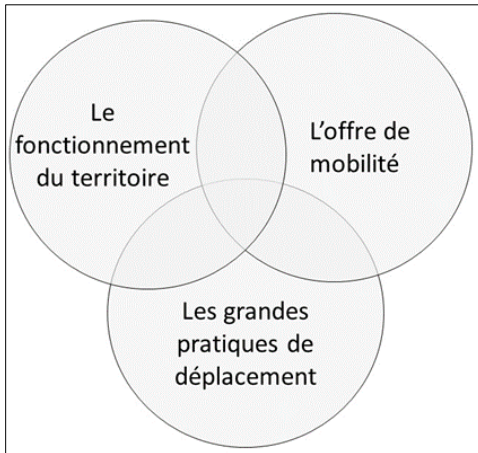 Le
fonctionnement
du territoire
L’offre de
mobilité
Les grandes
pratiques de
déplacement